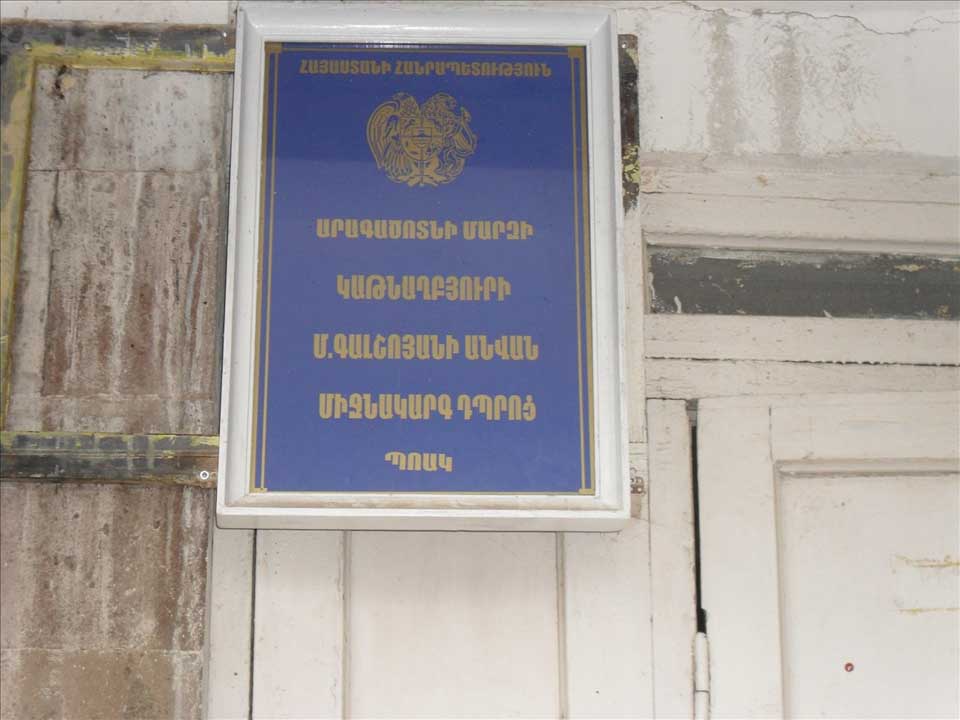 ՀԱՅԱՍՏԱՆԻ ՀԱՆՐԱՊԵՏՈՒԹՅՈՒՆ
ԱՐԱԳԱԾՈՏՆԻ ՄԱՐԶԻ
ԿԱԹՆԱՂԲՅՈՒՐԻ
Մ.ԳԱԼՇՈՅԱՆԻ ԱՆՎԱՆ
ՄԻՋՆԱԿԱՐԳ ԴՊՐՈՑ
ՊՈԱԿ